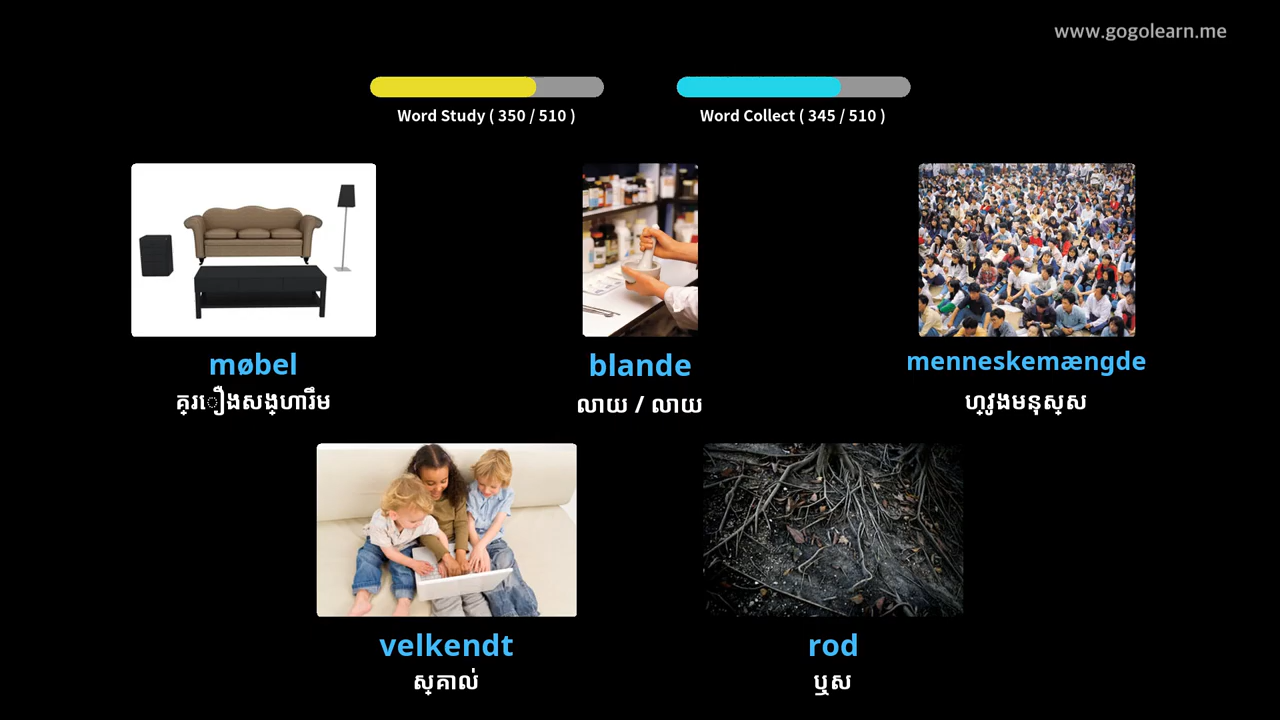 www.gogolearn.me
Word Study ( 350 / 510 )
Word Collect ( 345 / 510 )
møbel
គ្រឿងសង្ហារឹម
blande
លាយ / លាយ
menneskemængde
ហ្វូងមនុស្ស
velkendt
ស្គាល់
rod
ឬស